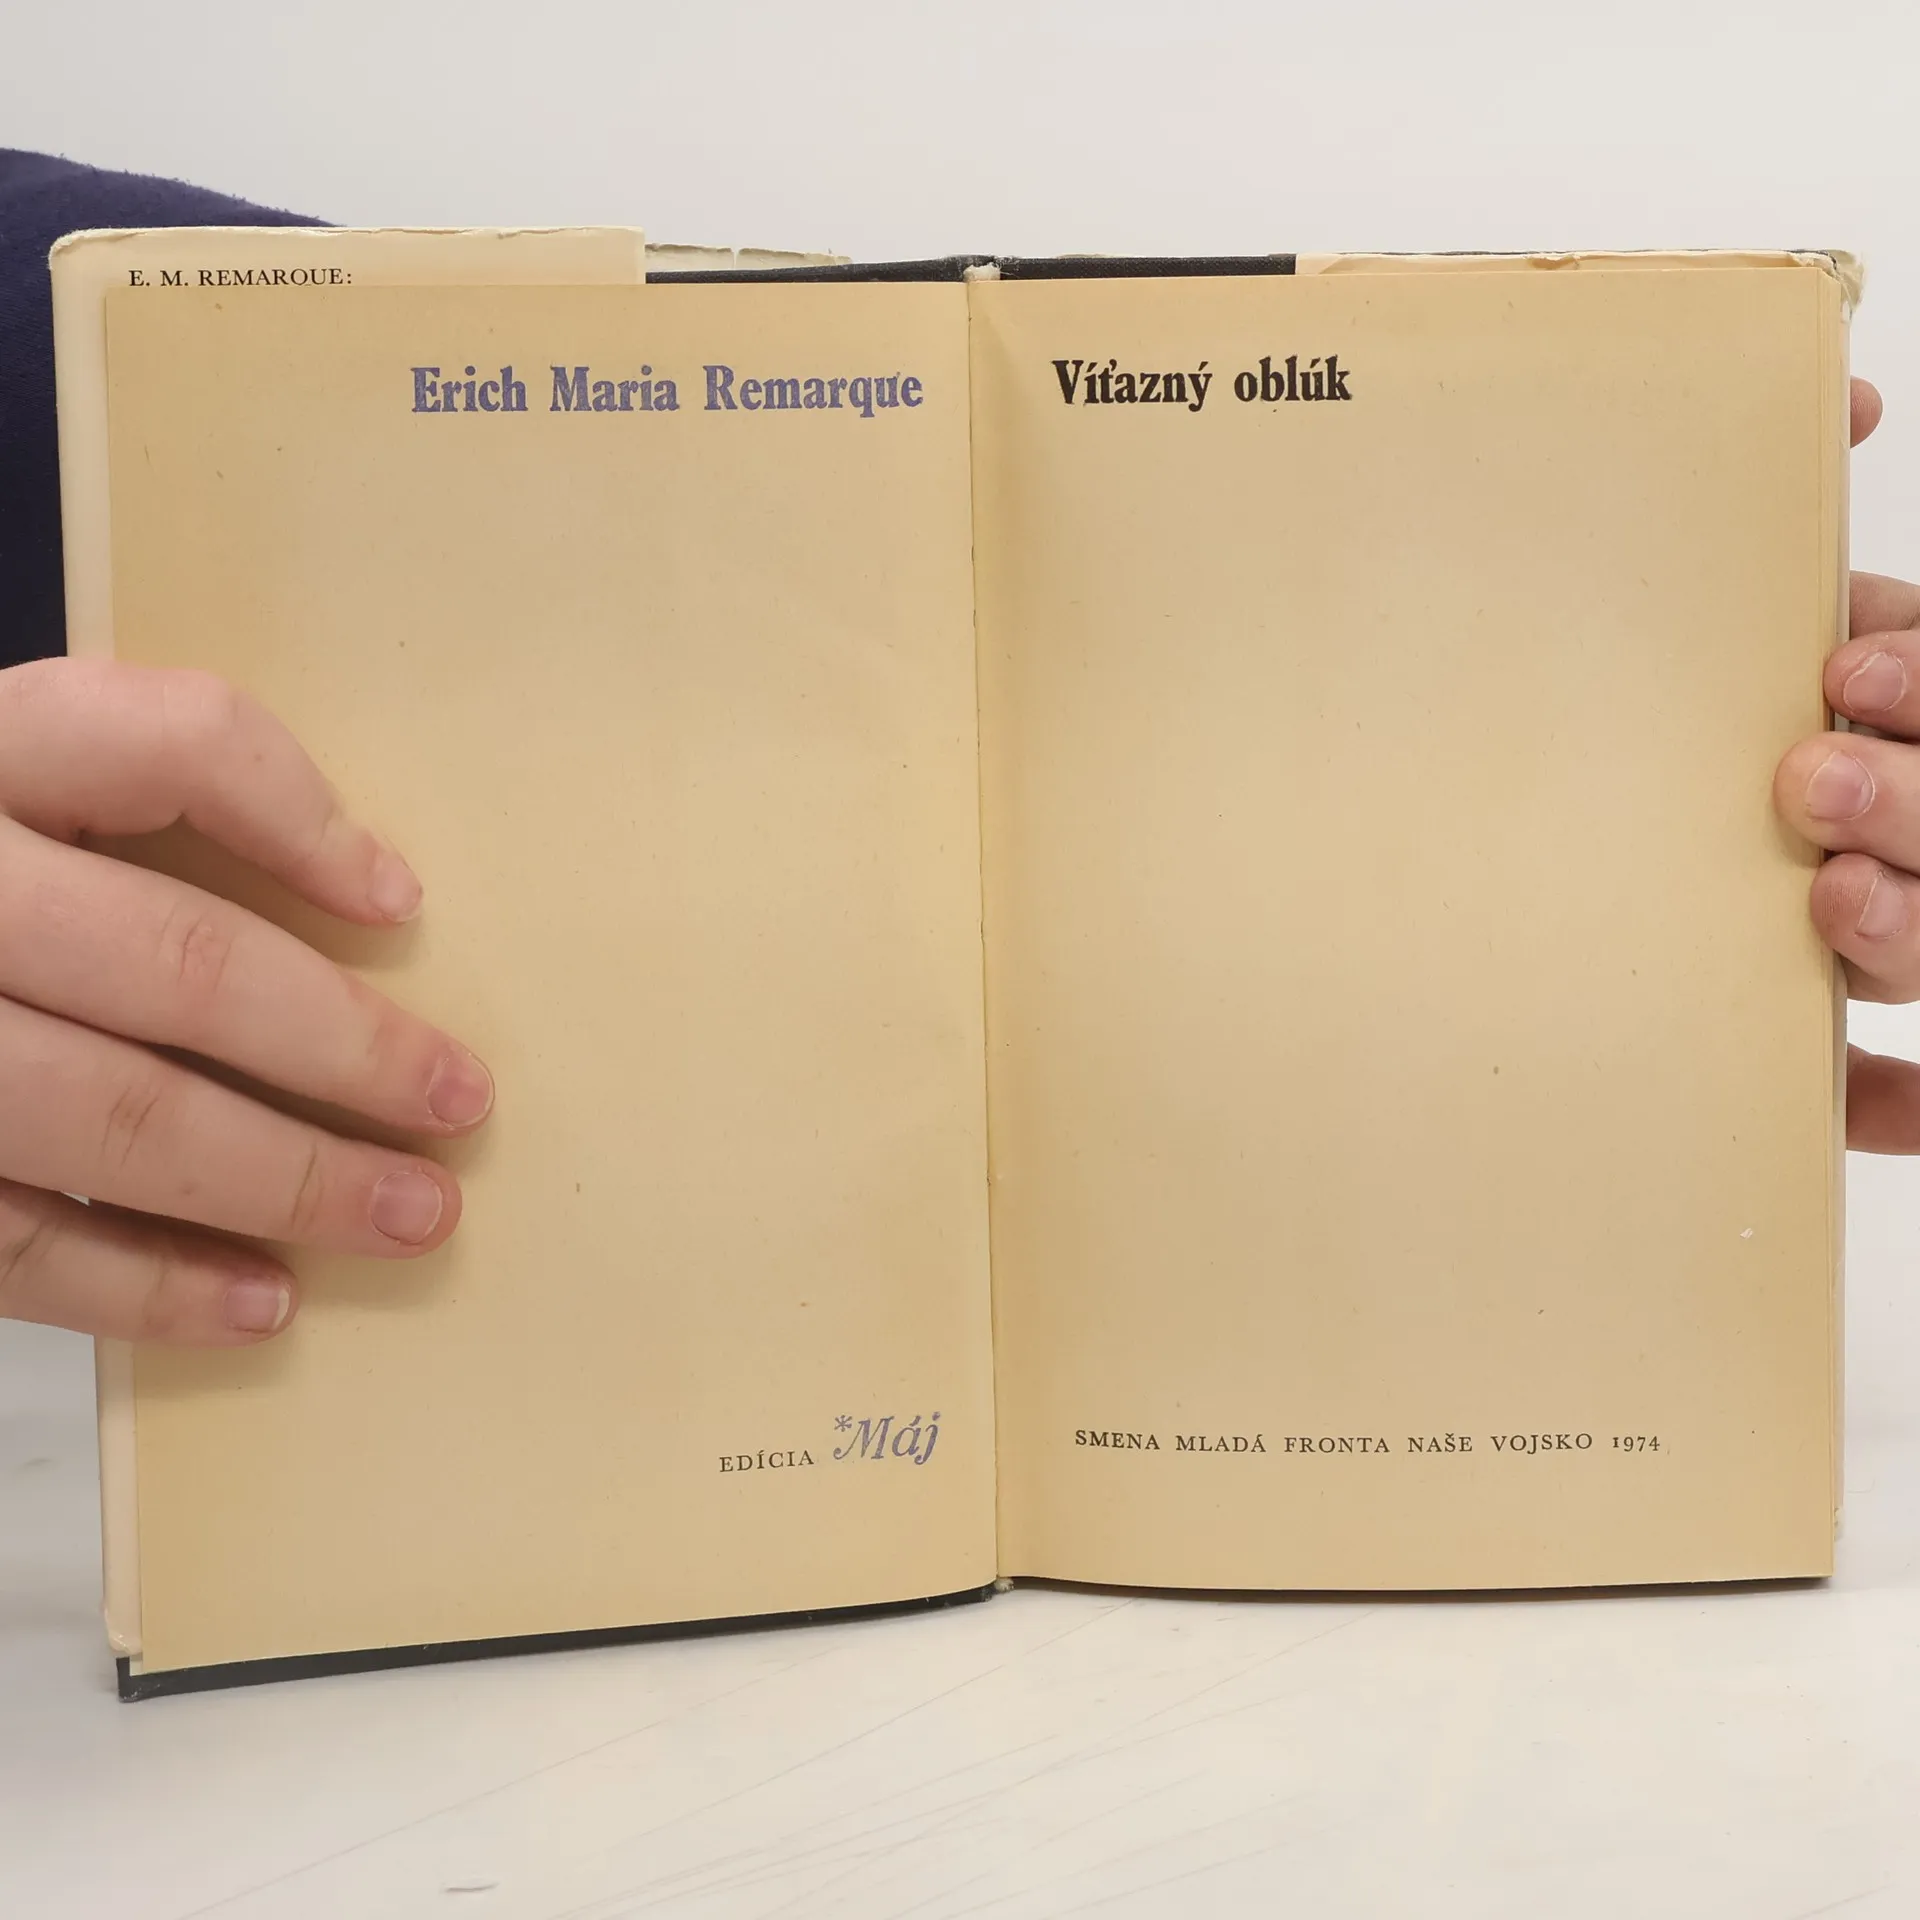 E. M. REMARQUE:
Erich Maria Remarque
Víťazný oblúk
EDÍCIA *Máj
SMENA MLADÁ FRONTA NAŠE VOJSKO 1974